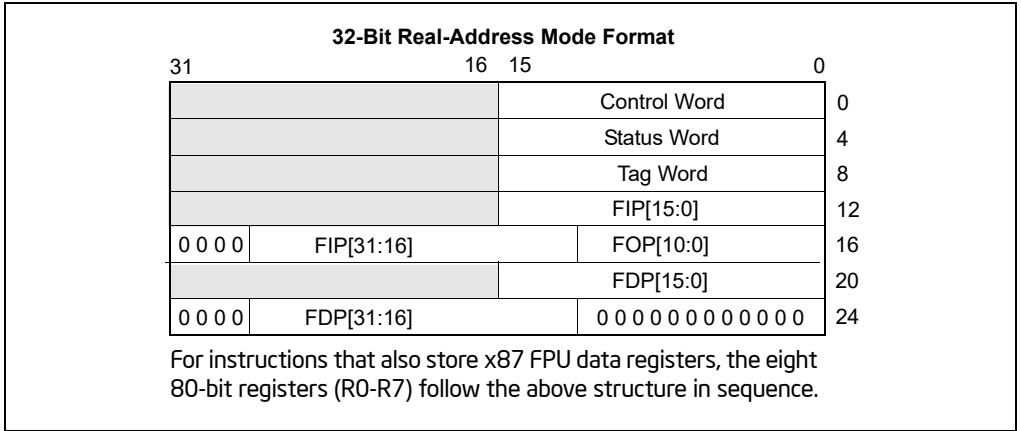 32-Bit Real-Address Mode Format
31 16 15 0
Control Word 0
Status Word 4
Tag Word 8
FIP[15:0] 12
0 0 0 0 FIP[31:16] FOP[10:0] 16
FDP[15:0] 20
0 0 0 0 FDP[31:16] 0 0 0 0 0 0 0 0 0 0 0 0 24
For instructions that also store x87 FPU data registers, the eight
80-bit registers (R0-R7) follow the above structure in sequence.